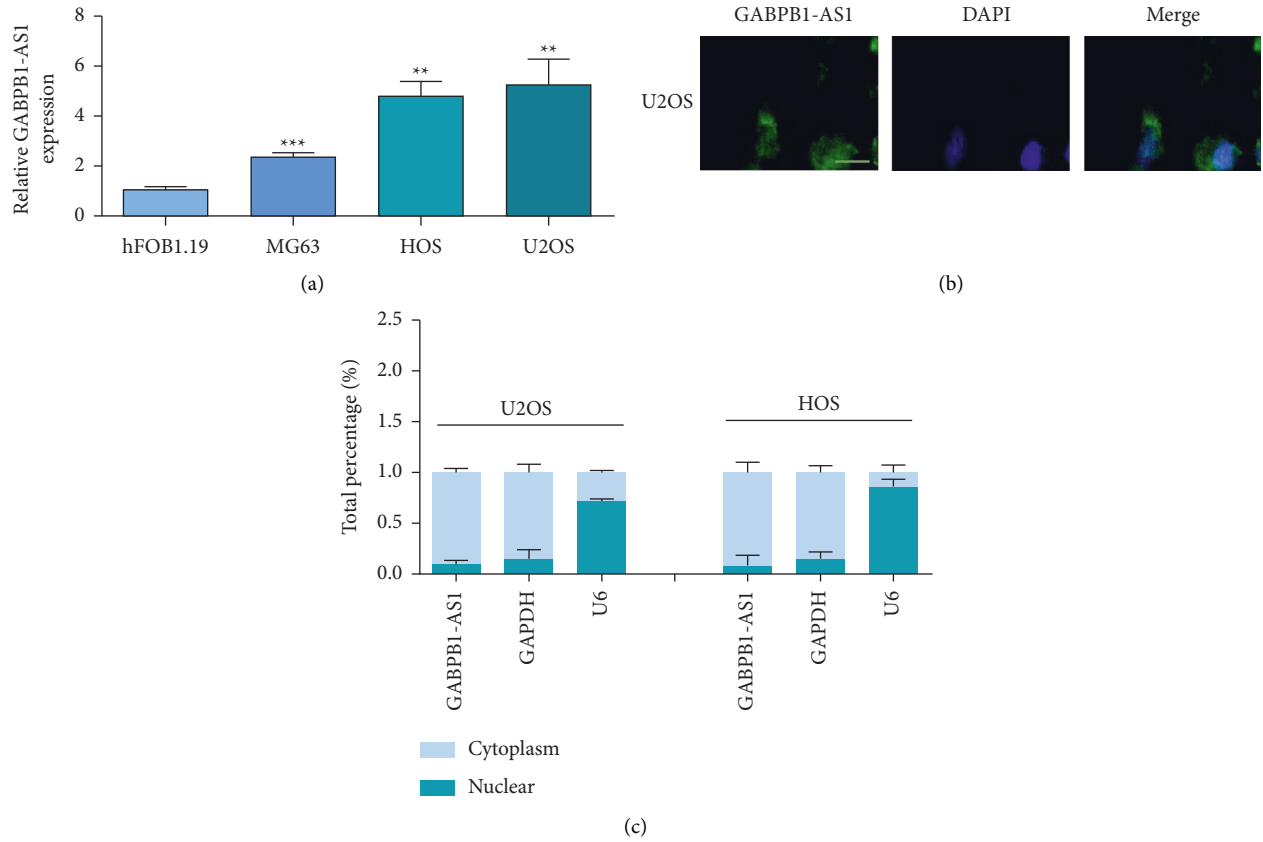 Relative GABPB1-AS1
expression
8
6
4
2
0
***
**
**
hFOB1.19 MG63 HOS U2OS
(a)
GABPB1-AS1 DAPI Merge
U2OS
(b)
Total percentage (%)
2.5
2.0
1.5
1.0
0.5
0.0
U2OS HOS
GABPB1-AS1
GAPDH
U6
GABPB1-AS1
GAPDH
U6
Cytoplasm
Nuclear
(c)